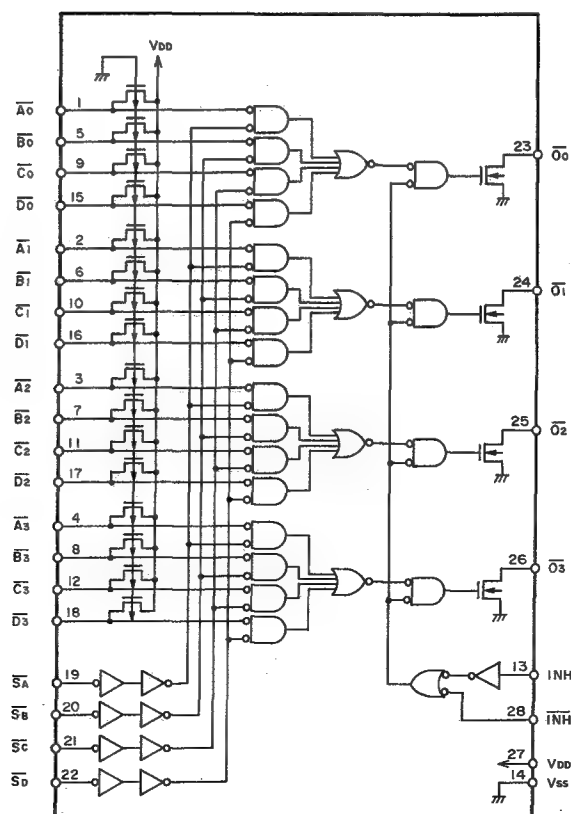 VDD
A0 1
B0 5
C0 9
D0 15
A1 2
B1 6
C1 10
D1 16
A2 3
B2 7
C2 11
D2 17
A3 4
B3 8
C3 12
D3 18
SA 19
SB 20
SC 21
SD 22
23 O0
24 O1
25 O2
26 O3
13 INH
28 INH
27 VDD
14 VSS